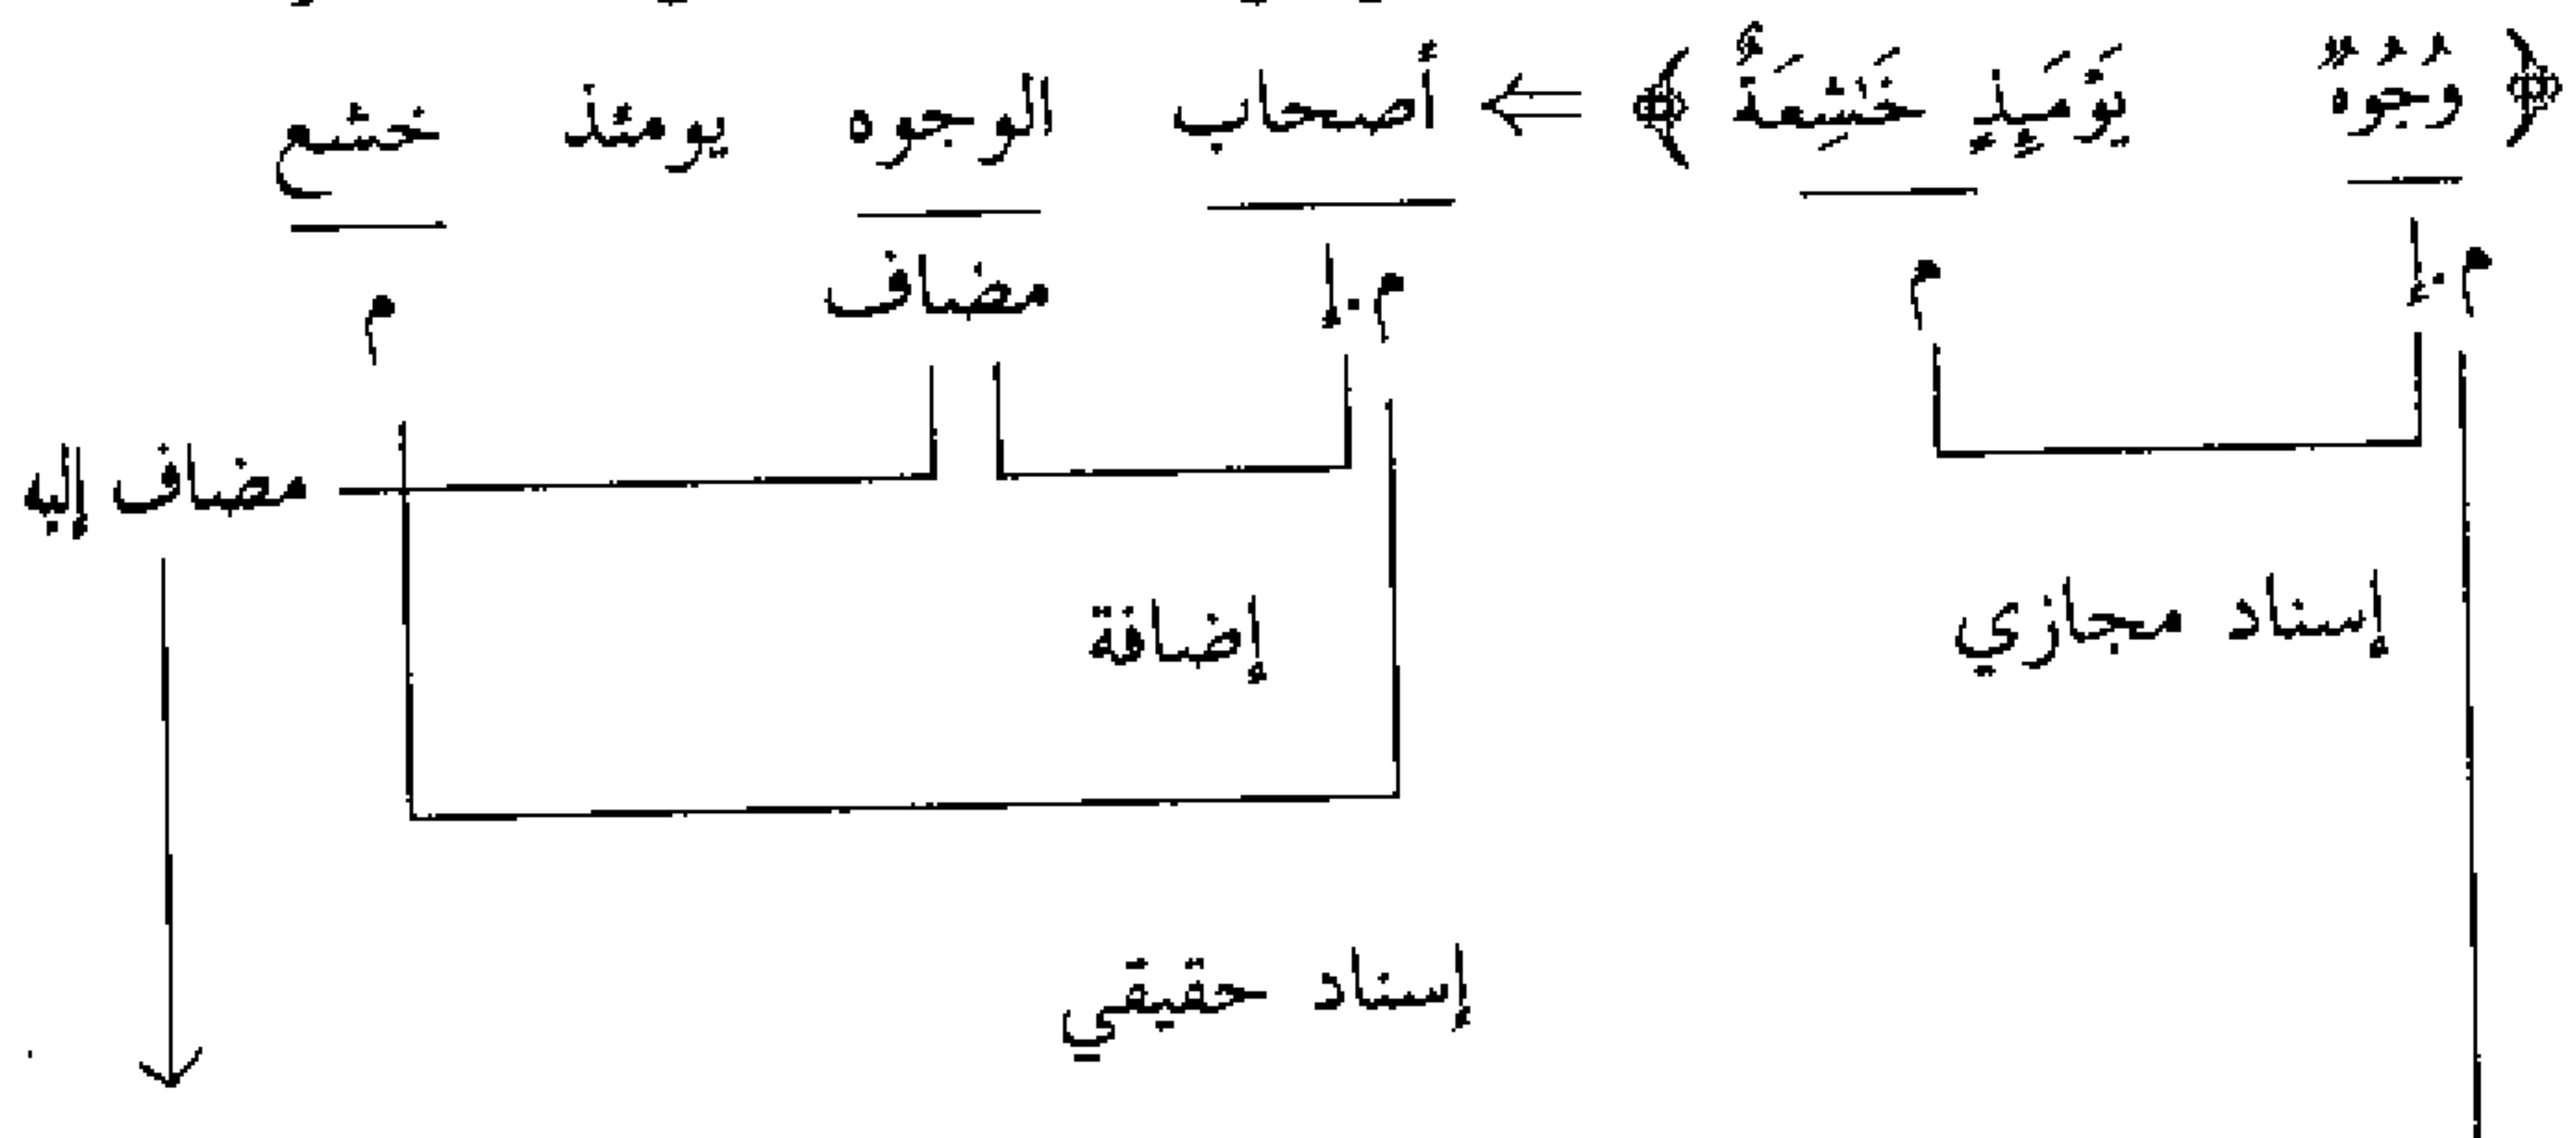 ﴿ وُجُوهٌ يَوْمَئِذٍ خَٰشِعَةٌ ﴾ ⇐ أصحاب الوجوه يومئذ خشع
م.إ م م.إ مضاف م
مضاف إليه
إسناد مجازي إضافة
إسناد حقيقي